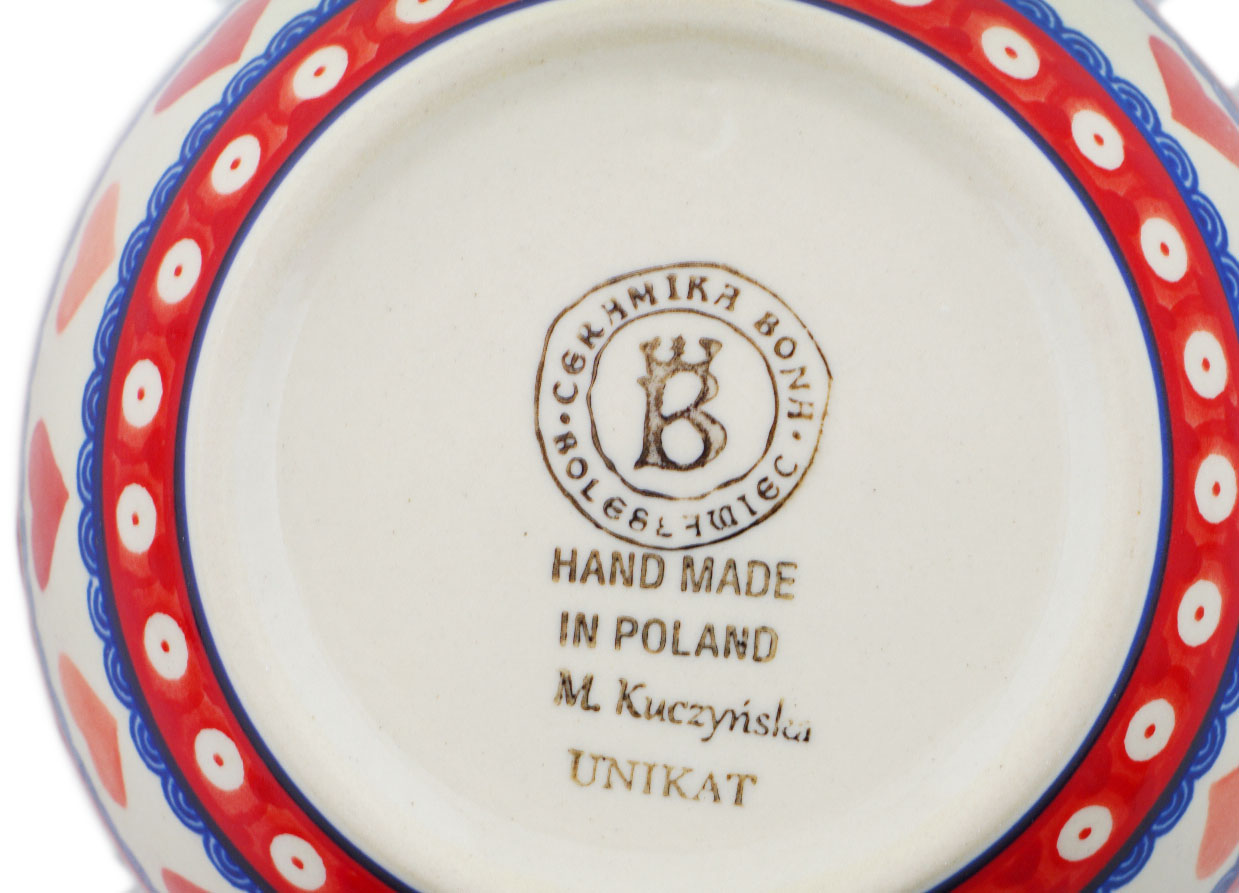 CERAMIKA BONA
BOLESŁAWIEC
B
HAND MADE
IN POLAND
M. Kuczyńska
UNIKAT